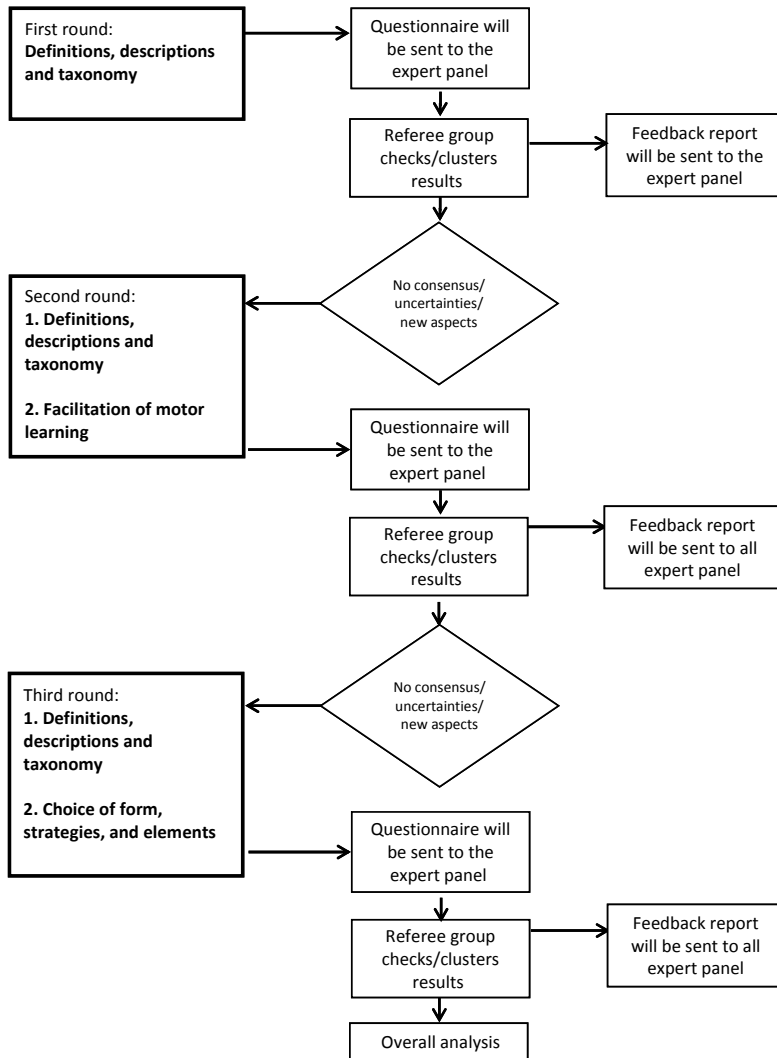 First round:
Definitions, descriptions
and taxonomy
Questionnaire will
be sent to the
expert panel
Referee group
checks/clusters
results
Feedback report
will be sent to the
expert panel
No consensus/
uncertainties/
new aspects
Second round:
1. Definitions,
descriptions and
taxonomy
2. Facilitation of motor
learning
Questionnaire will
be sent to the
expert panel
Referee group
checks/clusters
results
Feedback report
will be sent to all
expert panel
No consensus/
uncertainties/
new aspects
Third round:
1. Definitions,
descriptions and
taxonomy
2. Choice of form,
strategies, and elements
Questionnaire will
be sent to the
expert panel
Referee group
checks/clusters
results
Feedback report
will be sent to all
expert panel
Overall analysis